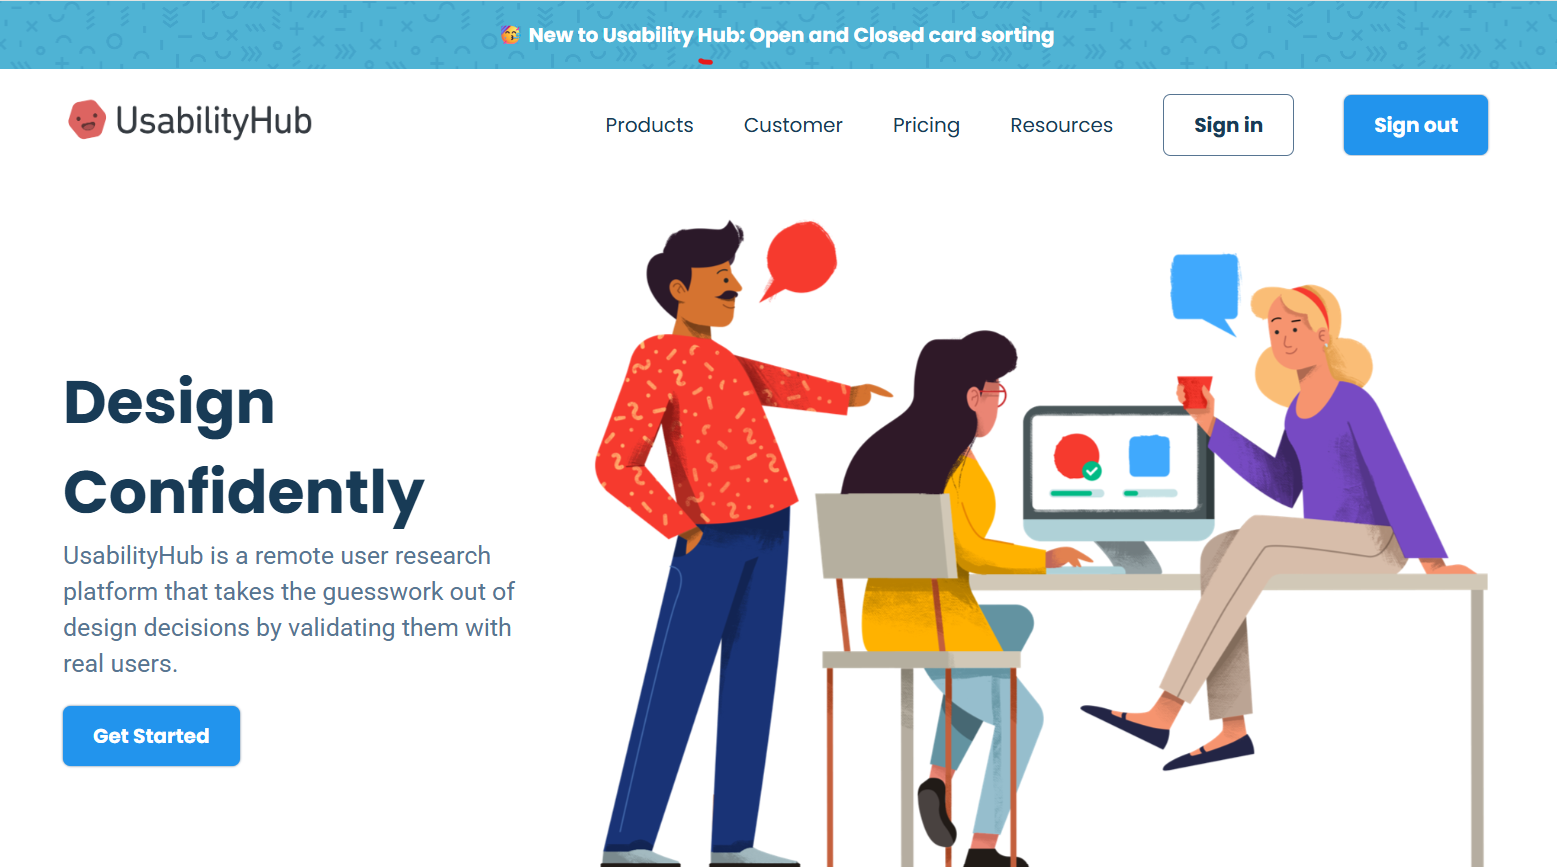 🥳 New to Usability Hub: Open and Closed card sorting
UsabilityHub
Products Customer Pricing Resources Sign in Sign out
Design
Confidently
UsabilityHub is a remote user research
platform that takes the guesswork out of
design decisions by validating them with
real users.
Get Started